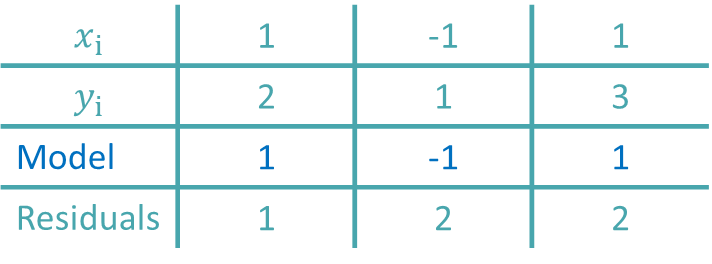 xᵢ 1 -1 1
yᵢ 2 1 3
Model 1 -1 1
Residuals 1 2 2